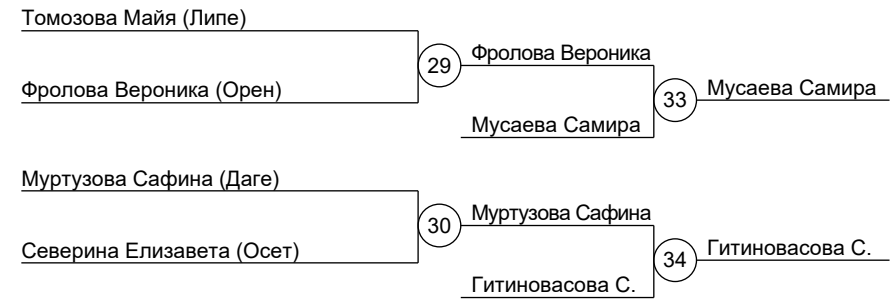 Томозова Майя (Липе)
29
Фролова Вероника
Фролова Вероника (Орен)
33
Мусаева Самира
Мусаева Самира
Муртузова Сафина (Даге)
30
Муртузова Сафина
Северина Елизавета (Осет)
34
Гитиновасова С.
Гитиновасова С.